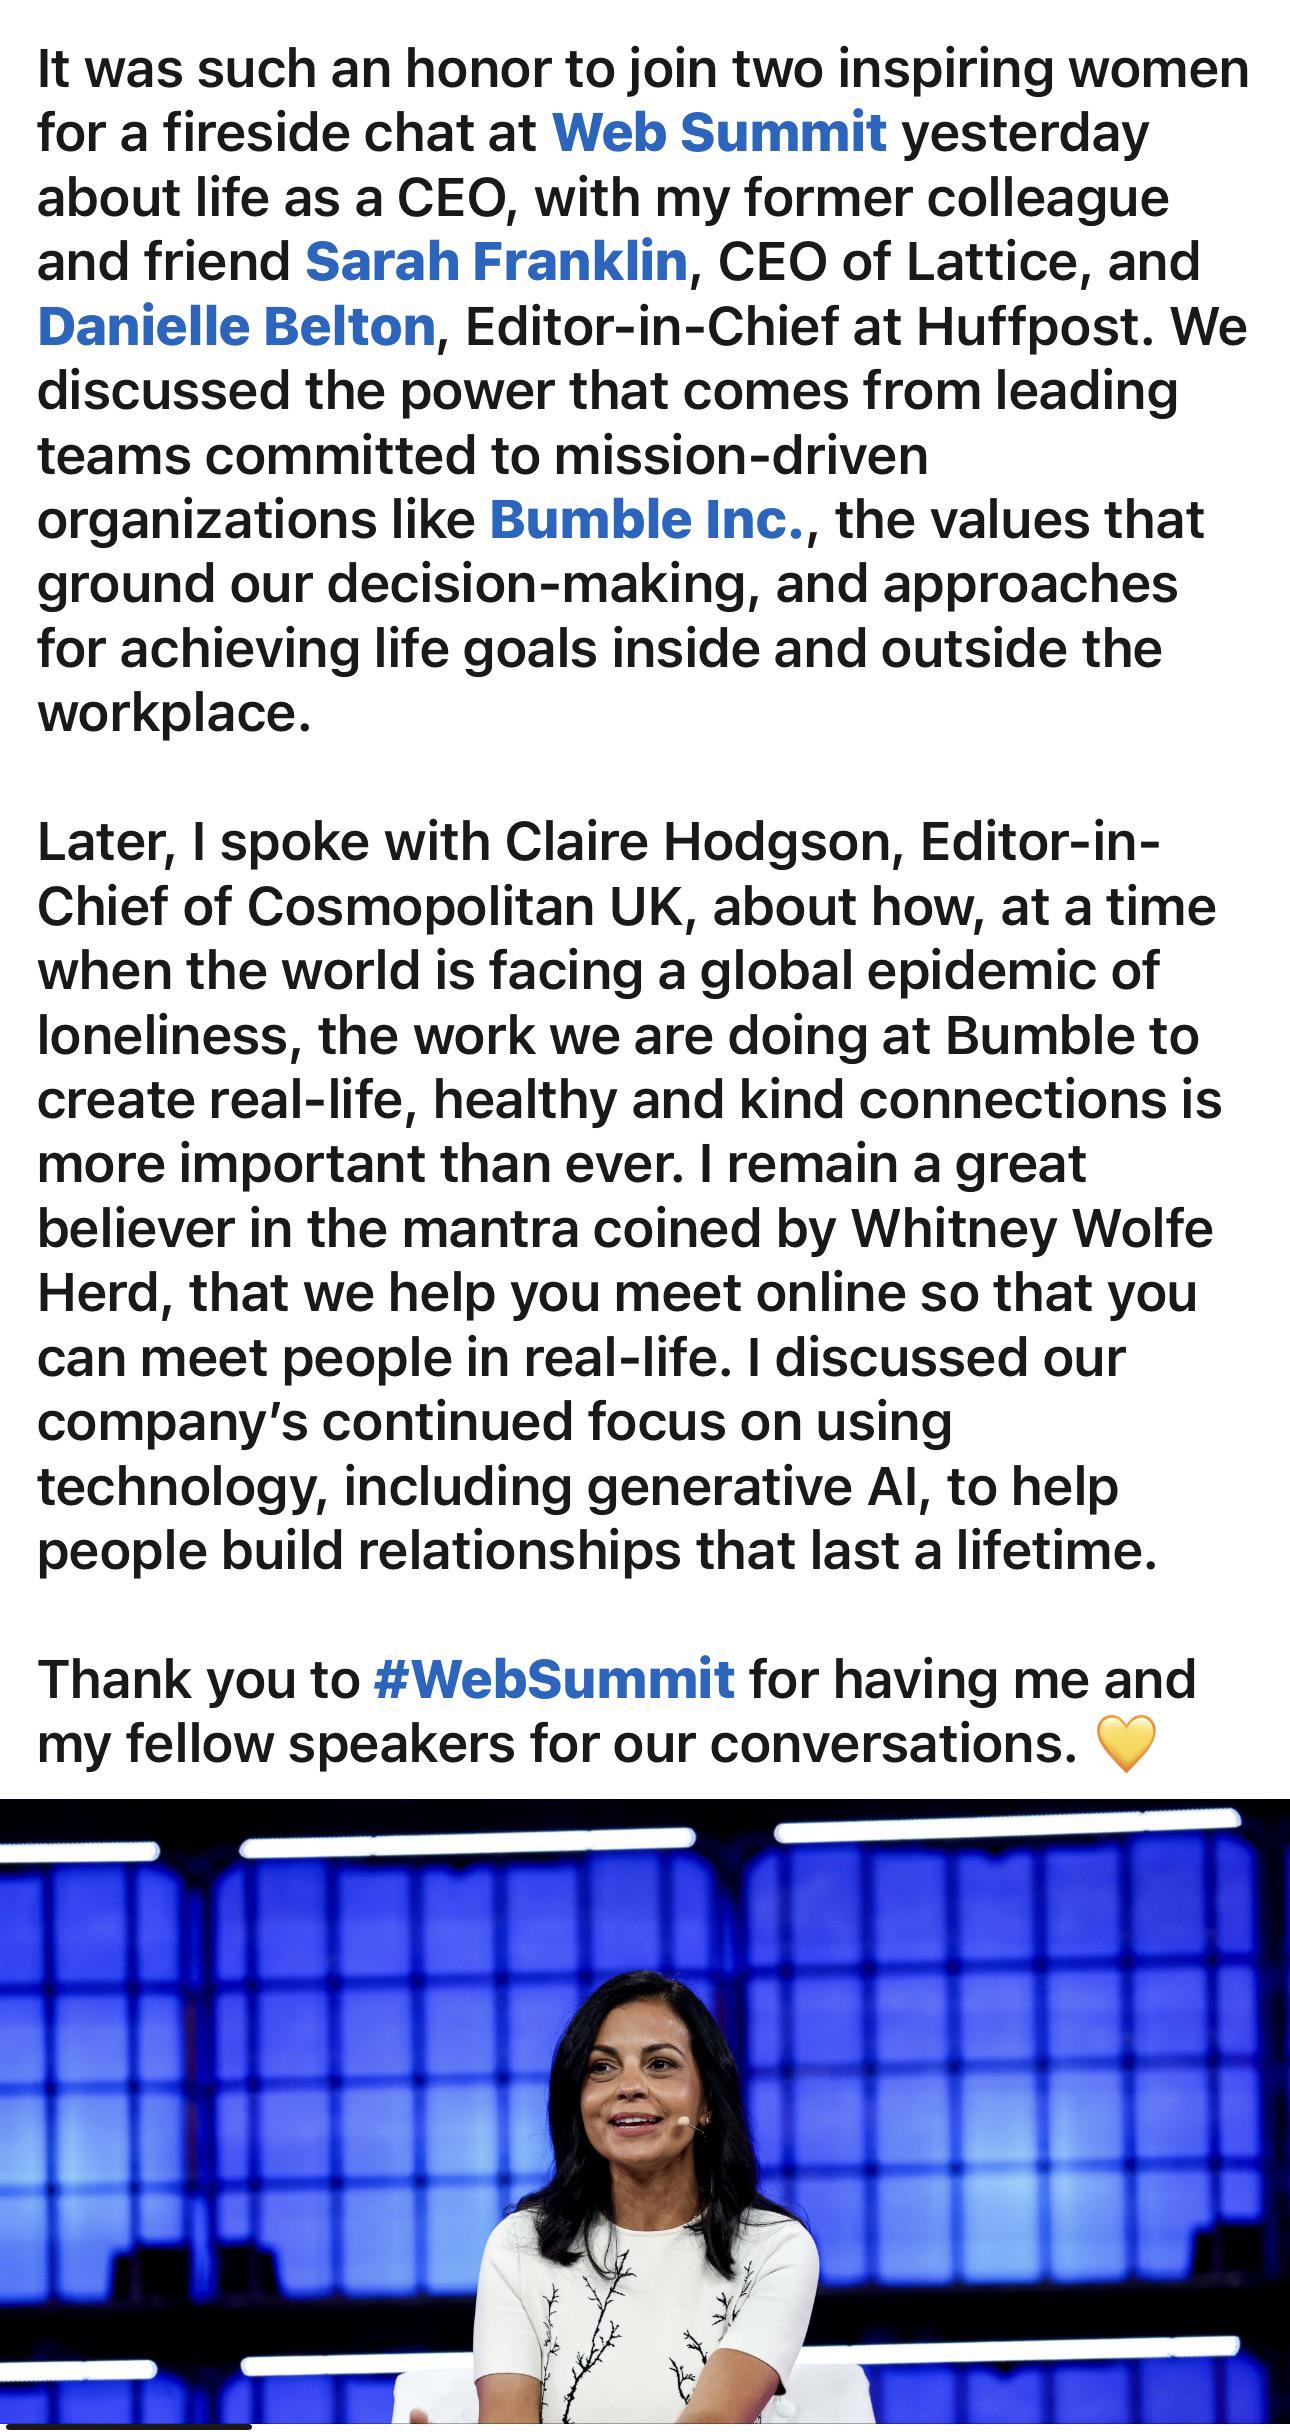 It was such an honor to join two inspiring women
for a fireside chat at Web Summit yesterday
about life as a CEO, with my former colleague
and friend Sarah Franklin, CEO of Lattice, and
Danielle Belton, Editor-in-Chief at Huffpost. We
discussed the power that comes from leading
teams committed to mission-driven
organizations like Bumble Inc., the values that
ground our decision-making, and approaches
for achieving life goals inside and outside the
workplace.

Later, I spoke with Claire Hodgson, Editor-in-
Chief of Cosmopolitan UK, about how, at a time
when the world is facing a global epidemic of
loneliness, the work we are doing at Bumble to
create real-life, healthy and kind connections is
more important than ever. I remain a great
believer in the mantra coined by Whitney Wolfe
Herd, that we help you meet online so that you
can meet people in real-life. I discussed our
company’s continued focus on using
technology, including generative AI, to help
people build relationships that last a lifetime.

Thank you to #WebSummit for having me and
my fellow speakers for our conversations. 💛